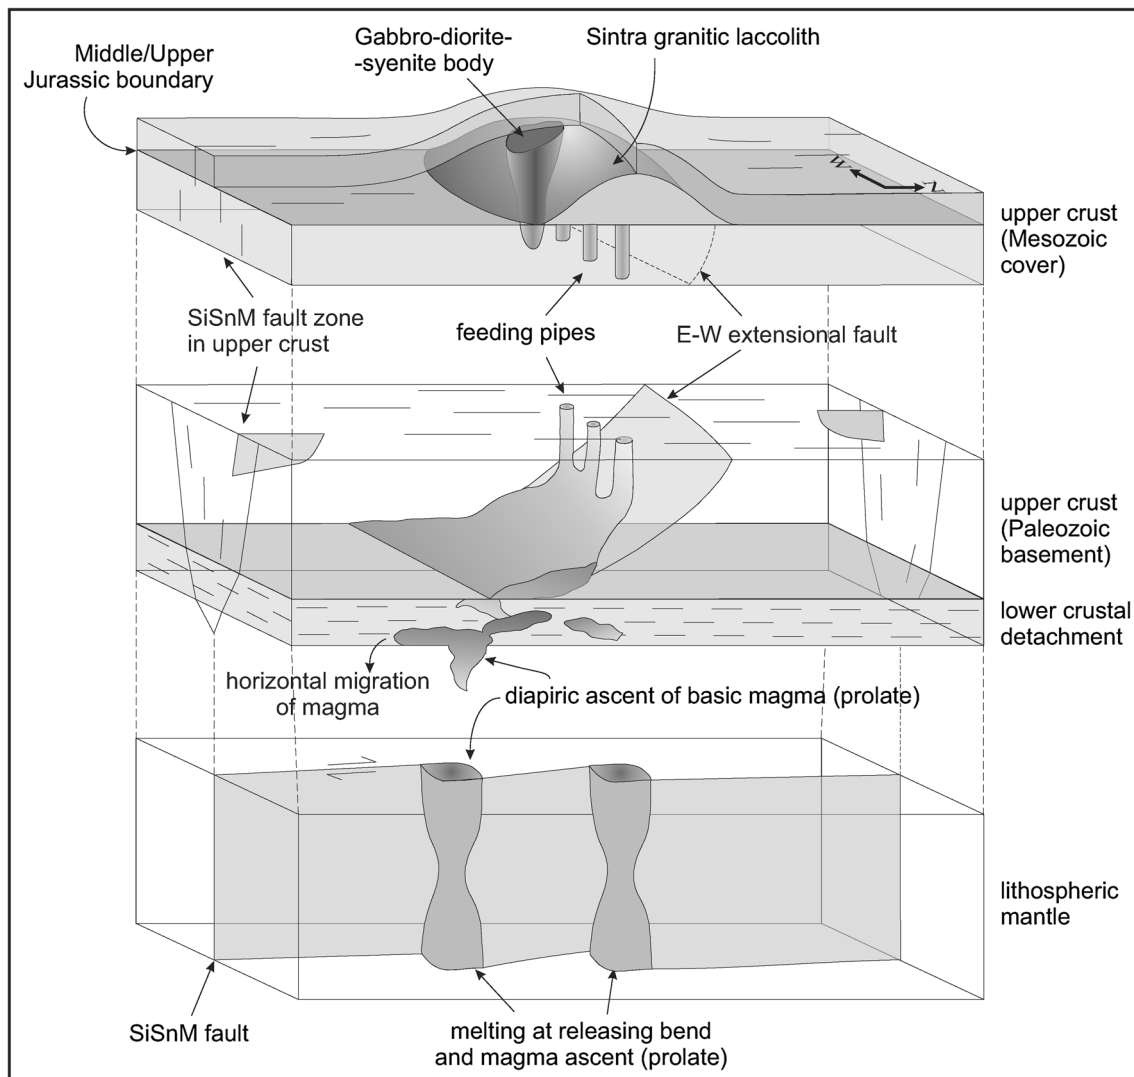 Gabbro-diorite-
-syenite body
Sintra granitic laccolith
Middle/Upper
Jurassic boundary
W
N
upper crust
(Mesozoic
cover)
SiSnM fault zone
in upper crust
feeding pipes
E-W extensional fault
upper crust
(Paleozoic
basement)
lower crustal
detachment
horizontal migration
of magma
diapiric ascent of basic magma (prolate)
lithospheric
mantle
SiSnM fault
melting at releasing bend
and magma ascent (prolate)